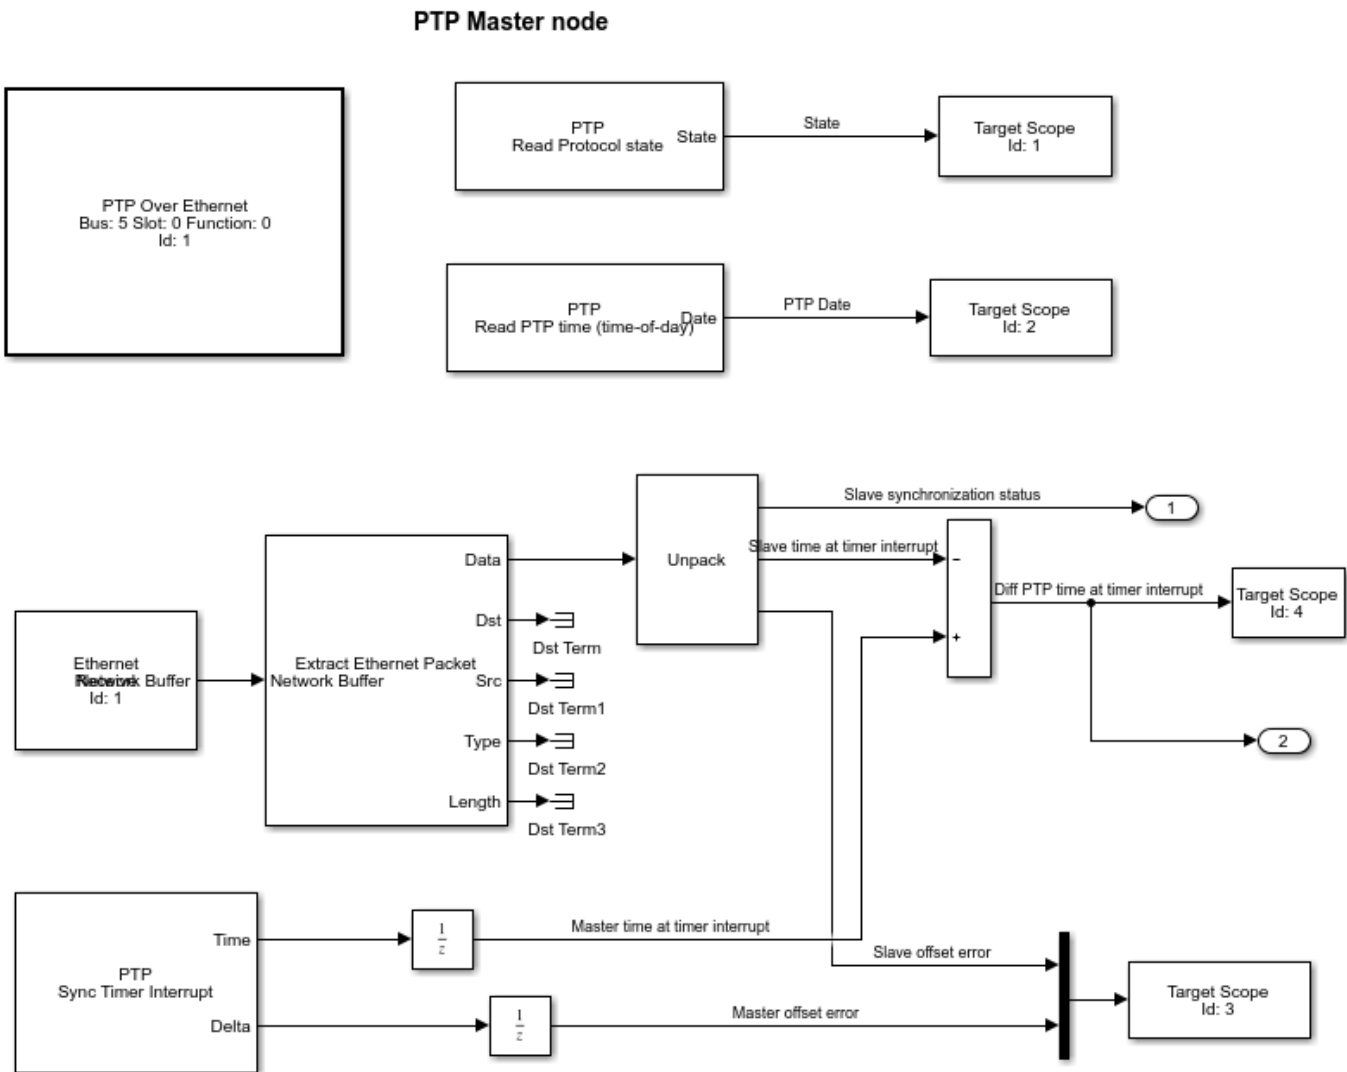 PTP Master node
PTP Over Ethernet
Bus: 5 Slot: 0 Function: 0
Id: 1
PTP
Read Protocol state
State
State
Target Scope
Id: 1
PTP
Read PTP time (time-of-day)
Date
PTP Date
Target Scope
Id: 2
Ethernet
Receive
Id: 1
Network Buffer
Extract Ethernet Packet
Network Buffer
Data
Dst
Src
Type
Length
Dst Term
Dst Term1
Dst Term2
Dst Term3
Unpack
Slave synchronization status
1
Slave time at timer interrupt
−
+
Diff PTP time at timer interrupt
Target Scope
Id: 4
2
PTP
Sync Timer Interrupt
Time
Delta
1
z
Master time at timer interrupt
Slave offset error
1
z
Master offset error
Target Scope
Id: 3